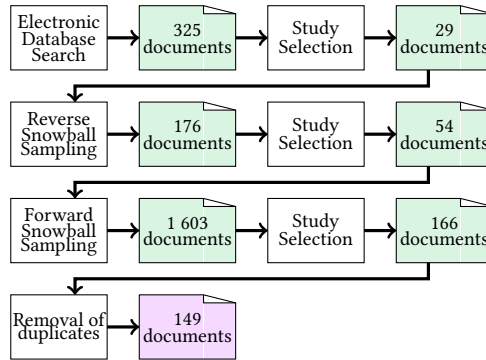 Electronic
Database
Search
325
documents
Study
Selection
29
documents
Reverse
Snowball
Sampling
176
documents
Study
Selection
54
documents
Forward
Snowball
Sampling
1 603
documents
Study
Selection
166
documents
Removal of
duplicates
149
documents